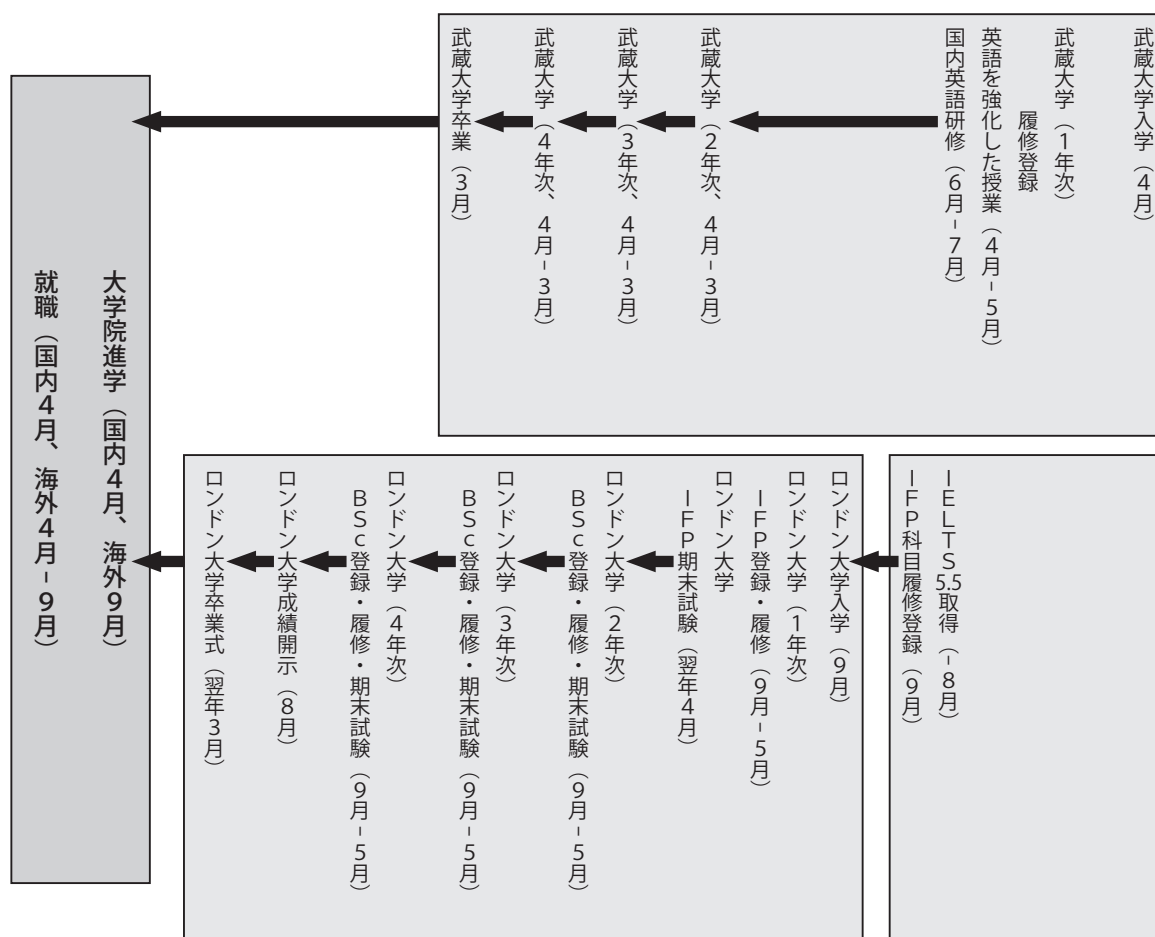 武蔵大学入学（４月）
武蔵大学（１年次）
履修登録
英語を強化した授業（４月－５月）
国内英語研修（６月－７月）
武蔵大学（２年次、４月－３月）
武蔵大学（３年次、４月－３月）
武蔵大学（４年次、４月－３月）
武蔵大学卒業（３月）
ＩＥＬＴＳ5.5取得（－８月）
ＩＦＰ科目履修登録（９月）
ロンドン大学入学（９月）
ロンドン大学（１年次）
ＩＦＰ登録・履修（９月－５月）
ロンドン大学
ＩＦＰ期末試験（翌年４月）
ロンドン大学（２年次）
ＢＳｃ登録・履修・期末試験（９月－５月）
ロンドン大学（３年次）
ＢＳｃ登録・履修・期末試験（９月－５月）
ロンドン大学（４年次）
ＢＳｃ登録・履修・期末試験（９月－５月）
ロンドン大学成績開示（８月）
ロンドン大学卒業式（翌年３月）
大学院進学（国内４月、海外９月）
就職（国内４月、海外４月－９月）